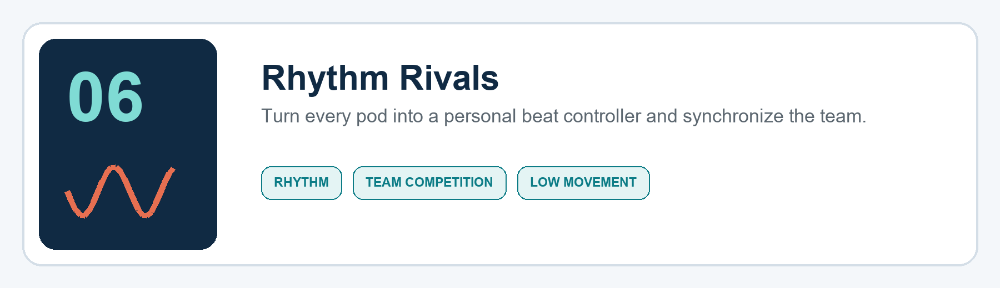 06
Rhythm Rivals
Turn every pod into a personal beat controller and synchronize the team.
RHYTHM
TEAM COMPETITION
LOW MOVEMENT